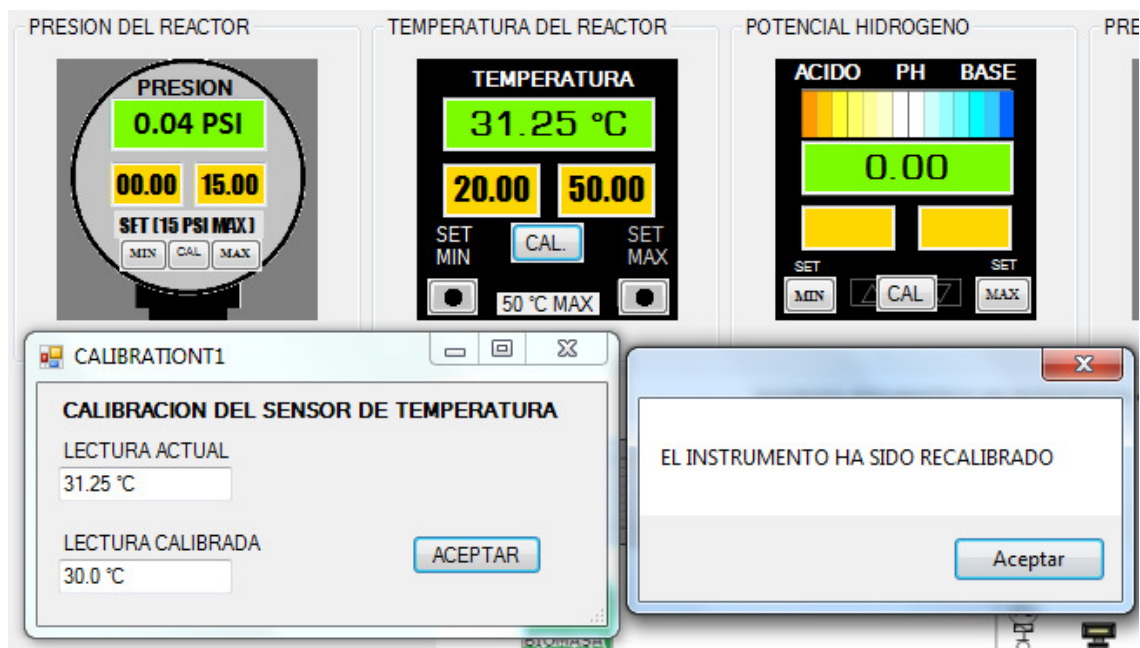 PRESION DEL REACTOR
TEMPERATURA DEL REACTOR
POTENCIAL HIDROGENO
PRE
PRESION
0.04 PSI
00.00 15.00
SET (15 PSI MAX)
MIN CAL MAX
TEMPERATURA
31.25 °C
20.00 50.00
SET MIN
CAL.
SET MAX
50 °C MAX
ACIDO PH BASE
0.00
SET
SET
MIN CAL MAX
CALIBRATIONT1
CALIBRACION DEL SENSOR DE TEMPERATURA
LECTURA ACTUAL
31.25 °C
LECTURA CALIBRADA
30.0 °C
ACEPTAR
EL INSTRUMENTO HA SIDO RECALIBRADO
Aceptar
BIOMASA